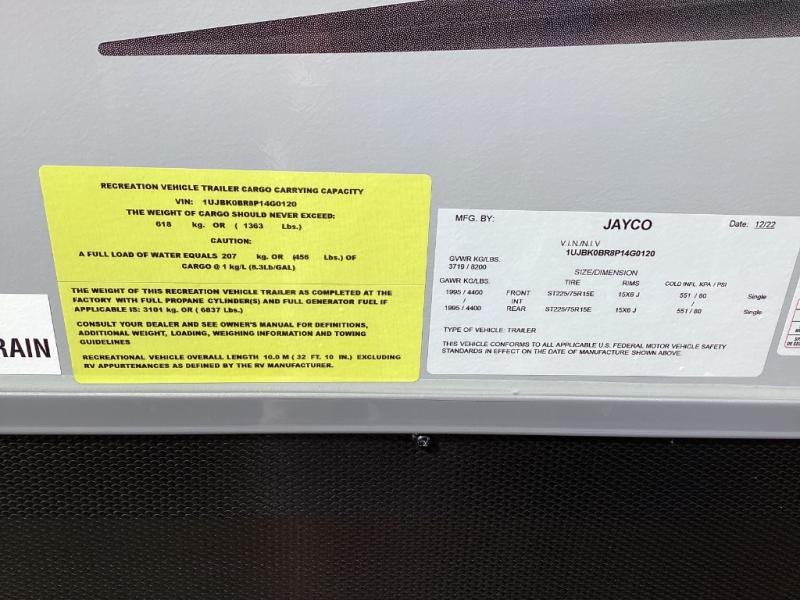 RECREATION VEHICLE TRAILER CARGO CARRYING CAPACITY
VIN: 1UJBK0BR8P14G0120
THE WEIGHT OF CARGO SHOULD NEVER EXCEED:
618 kg. OR ( 1363 Lbs.)
CAUTION:
A FULL LOAD OF WATER EQUALS 207 kg. OR (456 Lbs.) OF
CARGO @ 1 kg/L (8.3Lb/GAL)
THE WEIGHT OF THIS RECREATION VEHICLE TRAILER AS COMPLETED AT THE
FACTORY WITH FULL PROPANE CYLINDER(S) AND FULL GENERATOR FUEL IF
APPLICABLE IS: 3101 kg. OR ( 6837 Lbs.)
CONSULT YOUR DEALER AND SEE OWNER'S MANUAL FOR DEFINITIONS,
ADDITIONAL WEIGHT, LOADING, WEIGHING INFORMATION AND TOWING
GUIDELINES
RECREATIONAL VEHICLE OVERALL LENGTH 10.0 M ( 32 FT. 10 IN.) EXCLUDING
RV APPURTENANCES AS DEFINED BY THE RV MANUFACTURER.
RAIN
MFG. BY: JAYCO Date: 12/22
V.I.N./N.I.V
1UJBK0BR8P14G0120
GVWR KG/LBS.
3719 / 8200
SIZE/DIMENSION
GAWR KG/LBS. TIRE RIMS COLD INFL. KPA / PSI
1995 / 4400 FRONT ST225/75R15E 15X6 J 551 / 80 Single
/ INT /
1995 / 4400 REAR ST225/75R15E 15X6 J 551 / 80 Single
TYPE OF VEHICLE: TRAILER
THIS VEHICLE CONFORMS TO ALL APPLICABLE U.S. FEDERAL MOTOR VEHICLE SAFETY
STANDARDS IN EFFECT ON THE DATE OF MANUFACTURE SHOWN ABOVE.